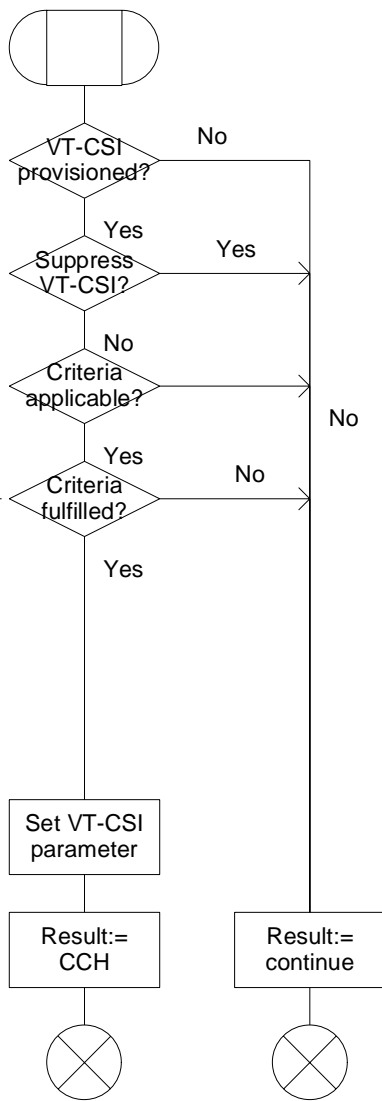 No
VT-CSI
provisioned?
Yes
Suppress
VT-CSI?
Yes
No
Criteria
applicable?
No
Yes
Criteria
fulfilled?
No
Yes
Set VT-CSI
parameter
Result:=
CCH
Result:=
continue